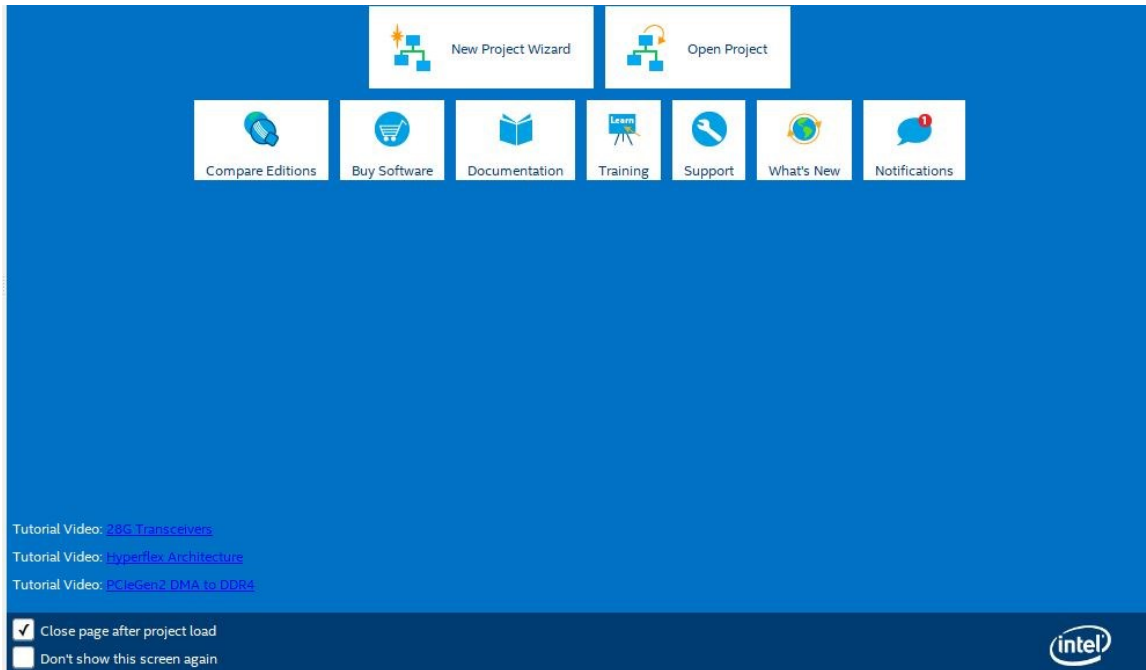 New Project Wizard
Open Project
Learn
1
Compare Editions
Buy Software
Documentation
Training
Support
What's New
Notifications
Tutorial Video: 28G Transceivers
Tutorial Video: Hyperflex Architecture
Tutorial Video: PCIeGen2 DMA to DDR4
Close page after project load
Don't show this screen again
intel